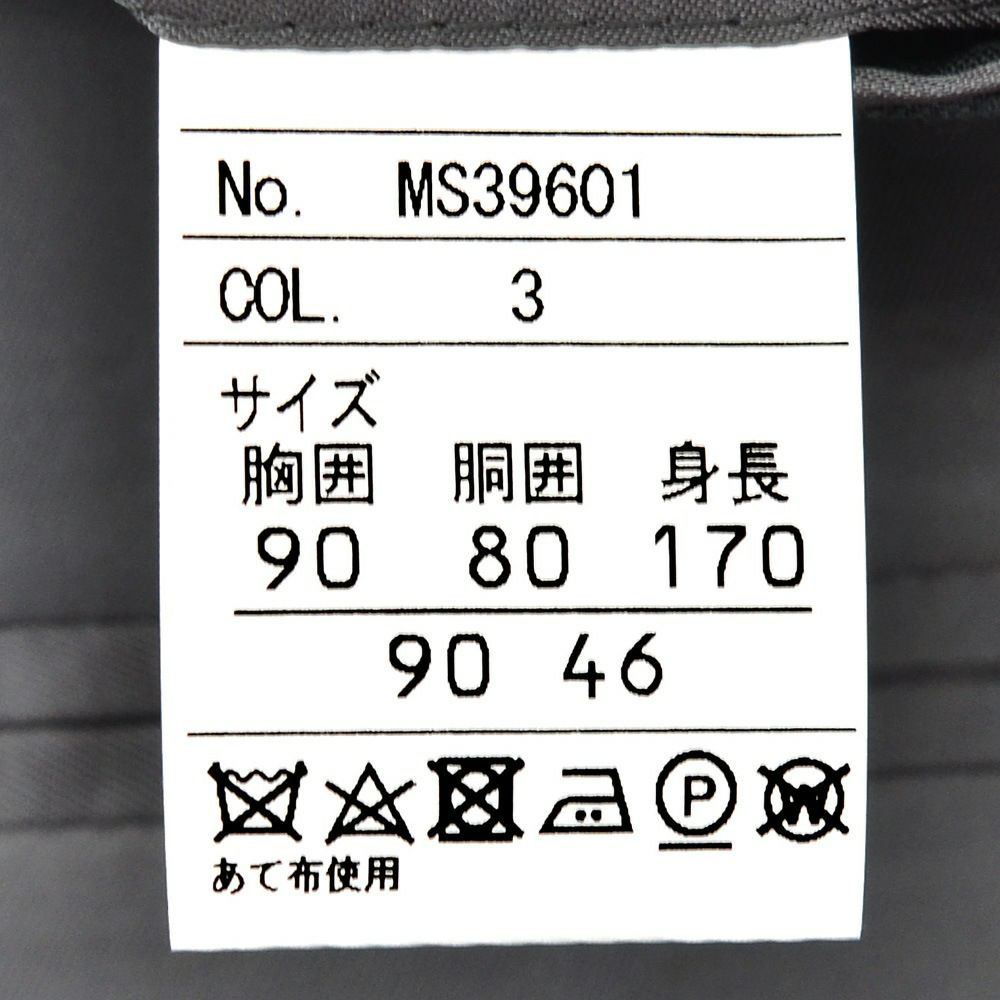 No. MS39601
COL. 3
サイズ
胸囲 胴囲 身長
90 80 170
90 46
P W
あて布使用